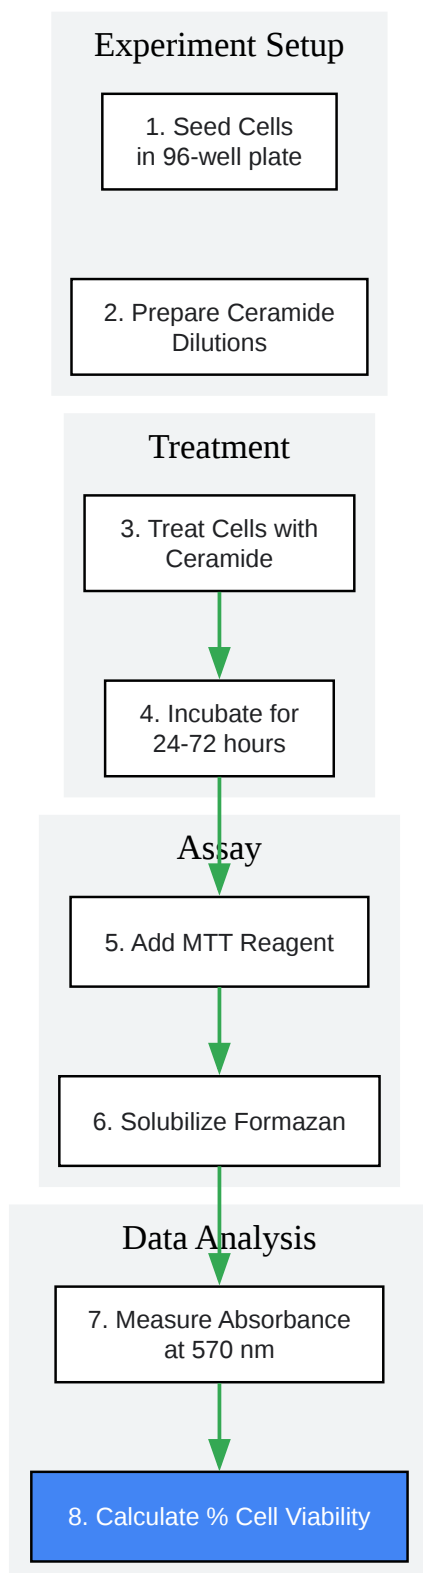 Experiment Setup
1. Seed Cells
in 96-well plate
2. Prepare Ceramide
Dilutions
Treatment
3. Treat Cells with
Ceramide
4. Incubate for
24-72 hours
Assay
5. Add MTT Reagent
6. Solubilize Formazan
Data Analysis
7. Measure Absorbance
at 570 nm
8. Calculate % Cell Viability